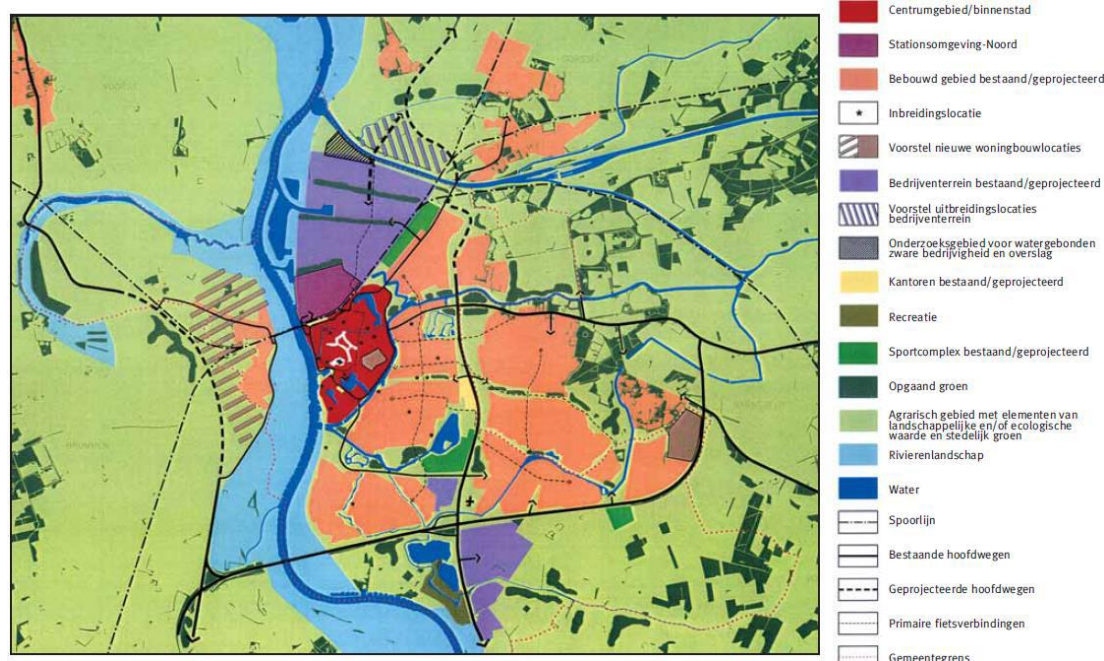 VOORST
GORSSEL
BRUMMEN
Centrumgebied/binnenstad
Stationsomgeving-Noord
Bebouwd gebied bestaand/geprojecteerd
Inbreidingslocatie
Voorstel nieuwe woningbouwlocaties
Bedrijventerrein bestaand/geprojecteerd
Voorstel uitbreidingslocaties
bedrijventerrein
Onderzoeksgebied voor watergebonden
zware bedrijvigheid en overslag
Kantoren bestaand/geprojecteerd
Recreatie
Sportcomplex bestaand/geprojecteerd
Opgaand groen
Agrarisch gebied met elementen van
landschappelijke en/of ecologische
waarde en stedelijk groen
Rivierenlandschap
Water
Spoorlijn
Bestaande hoofdwegen
Geprojecteerde hoofdwegen
Primaire fietsverbindingen
Gemeentegrens